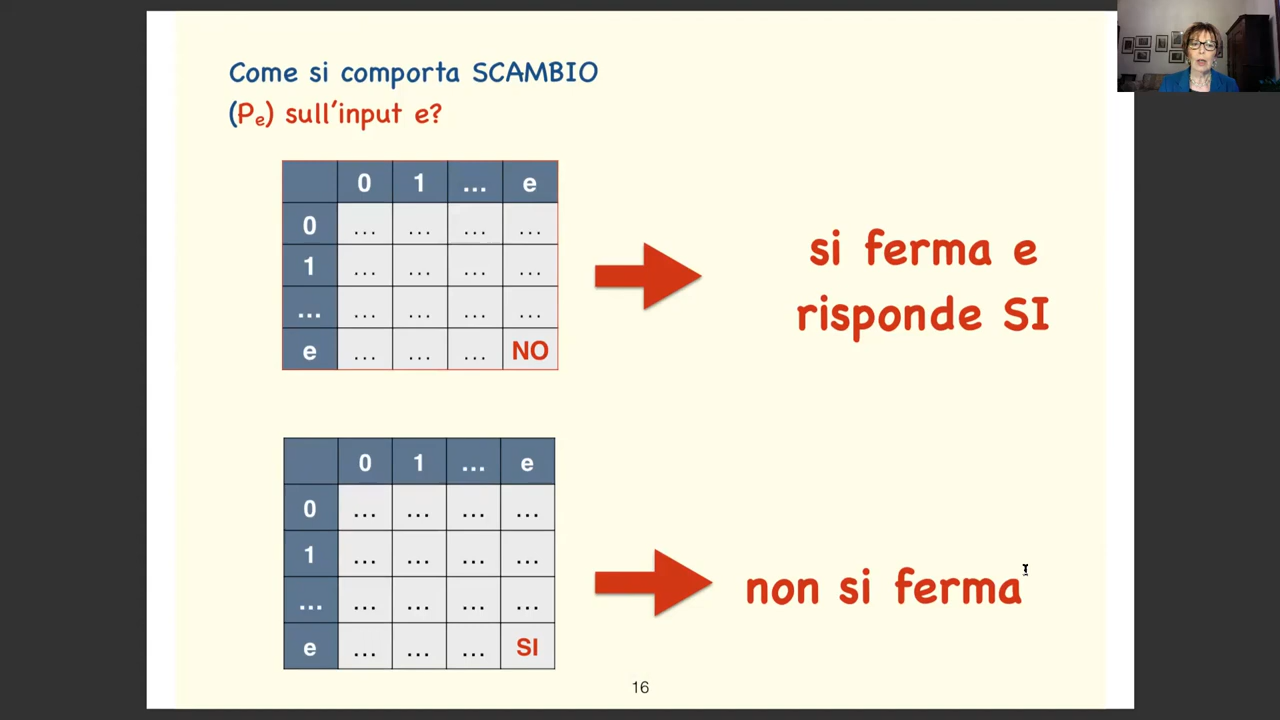 Come si comporta SCAMBIO
(Pₑ) sull'input e?
0 1 ... e
0 ... ... ... ...
1 ... ... ... ...
... ... ... ... ...
e ... ... ... NO
si ferma e
risponde SI
0 1 ... e
0 ... ... ... ...
1 ... ... ... ...
... ... ... ... ...
e ... ... ... SI
non si ferma
16